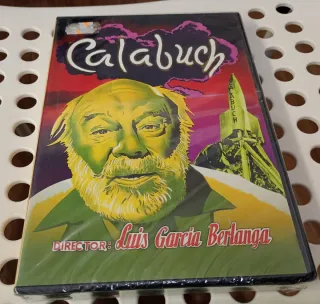 Calabuch
DIRECTOR: Luis García Berlanga